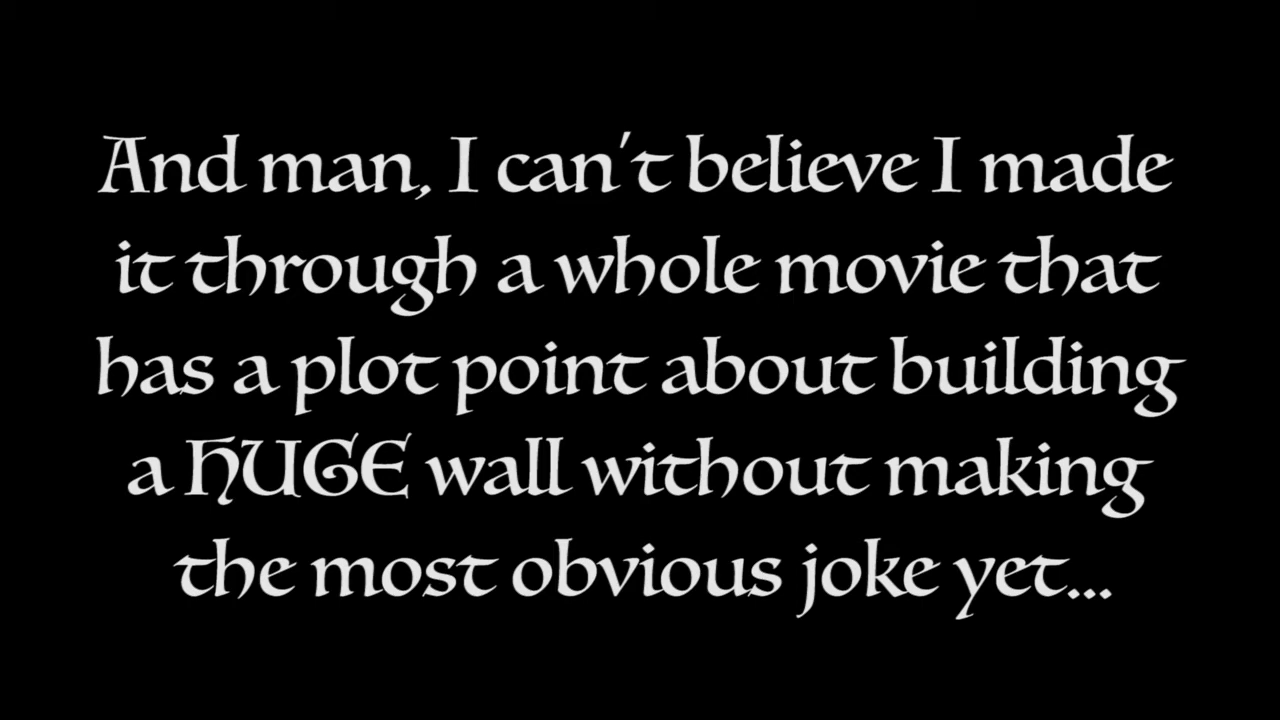 And man, I can't believe I made
it through a whole movie that
has a plot point about building
a HUGE wall without making
the most obvious joke yet...